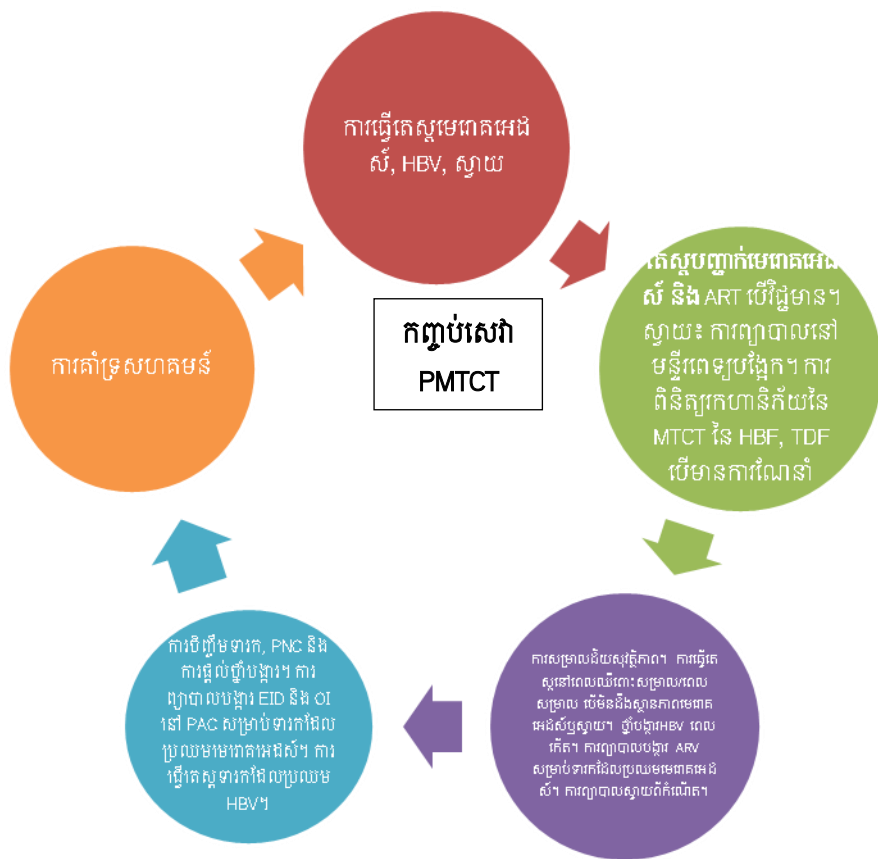 ការធ្វើតេស្តមេរោគអេដ
ស៍, HBV, ស្វាយ
តេស្តបញ្ជាក់មេរោគអេដ
ស៍ និង ART បើវិជ្ជមាន។
ស្វាយ៖ ការព្យាបាលនៅ
មន្ទីរពេទ្យបង្អែក។ ការ
ពិនិត្យរកហានិភ័យនៃ
MTCT នៃ HBF, TDF
បើមានការណែនាំ
កញ្ចប់សេវា
PMTCT
ការគាំទ្រសហគមន៍
ការសម្រាលដ៏យសុវត្ថិភាព។ ការធ្វើតេ
ស្តនៅពេលឈឺពោះសម្រាល/ពេល
សម្រាល បើមិនដឹងស្ថានភាពមេរោគ
អេដស៍ឬស្វាយ។ ថ្នាំបង្ការHBV ពេល
កើត។ ការព្យាបាលបង្ការ ARV
សម្រាប់ទារកដែលប្រឈមមេរោគអេដ
ស៍។ ការព្យាបាលស្វាយពីកំណើត។
ការចិញ្ចឹមទារក, PNC និង
ការផ្តល់ថ្នាំបង្ការ។ ការ
ព្យាបាលបង្ការ EID និង OI
នៅ PAC សម្រាប់ទារកដែល
ប្រឈមមេរោគអេដស៍។ ការ
ធ្វើតេស្តទារកដែលប្រឈម
HBV។